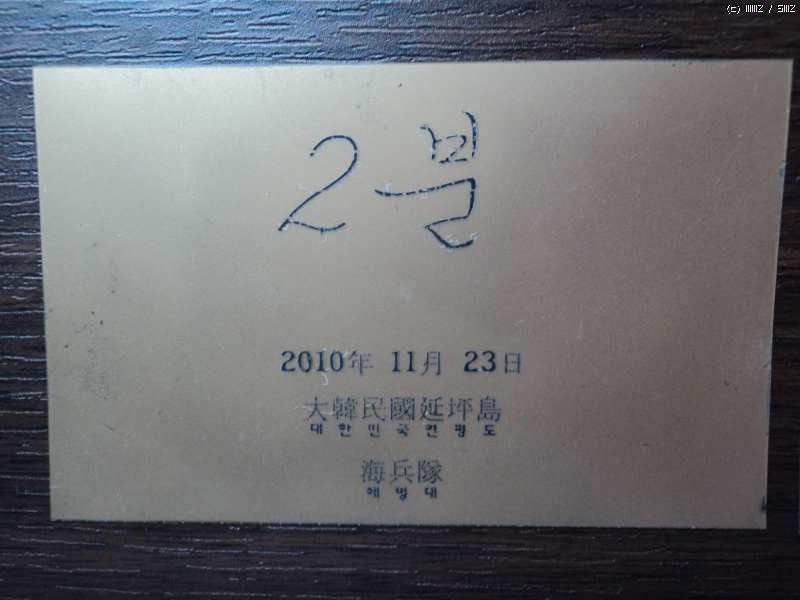 2분
2010年 11月 23日
大韓民國延坪島
대한민국연평도
海兵隊
해병대